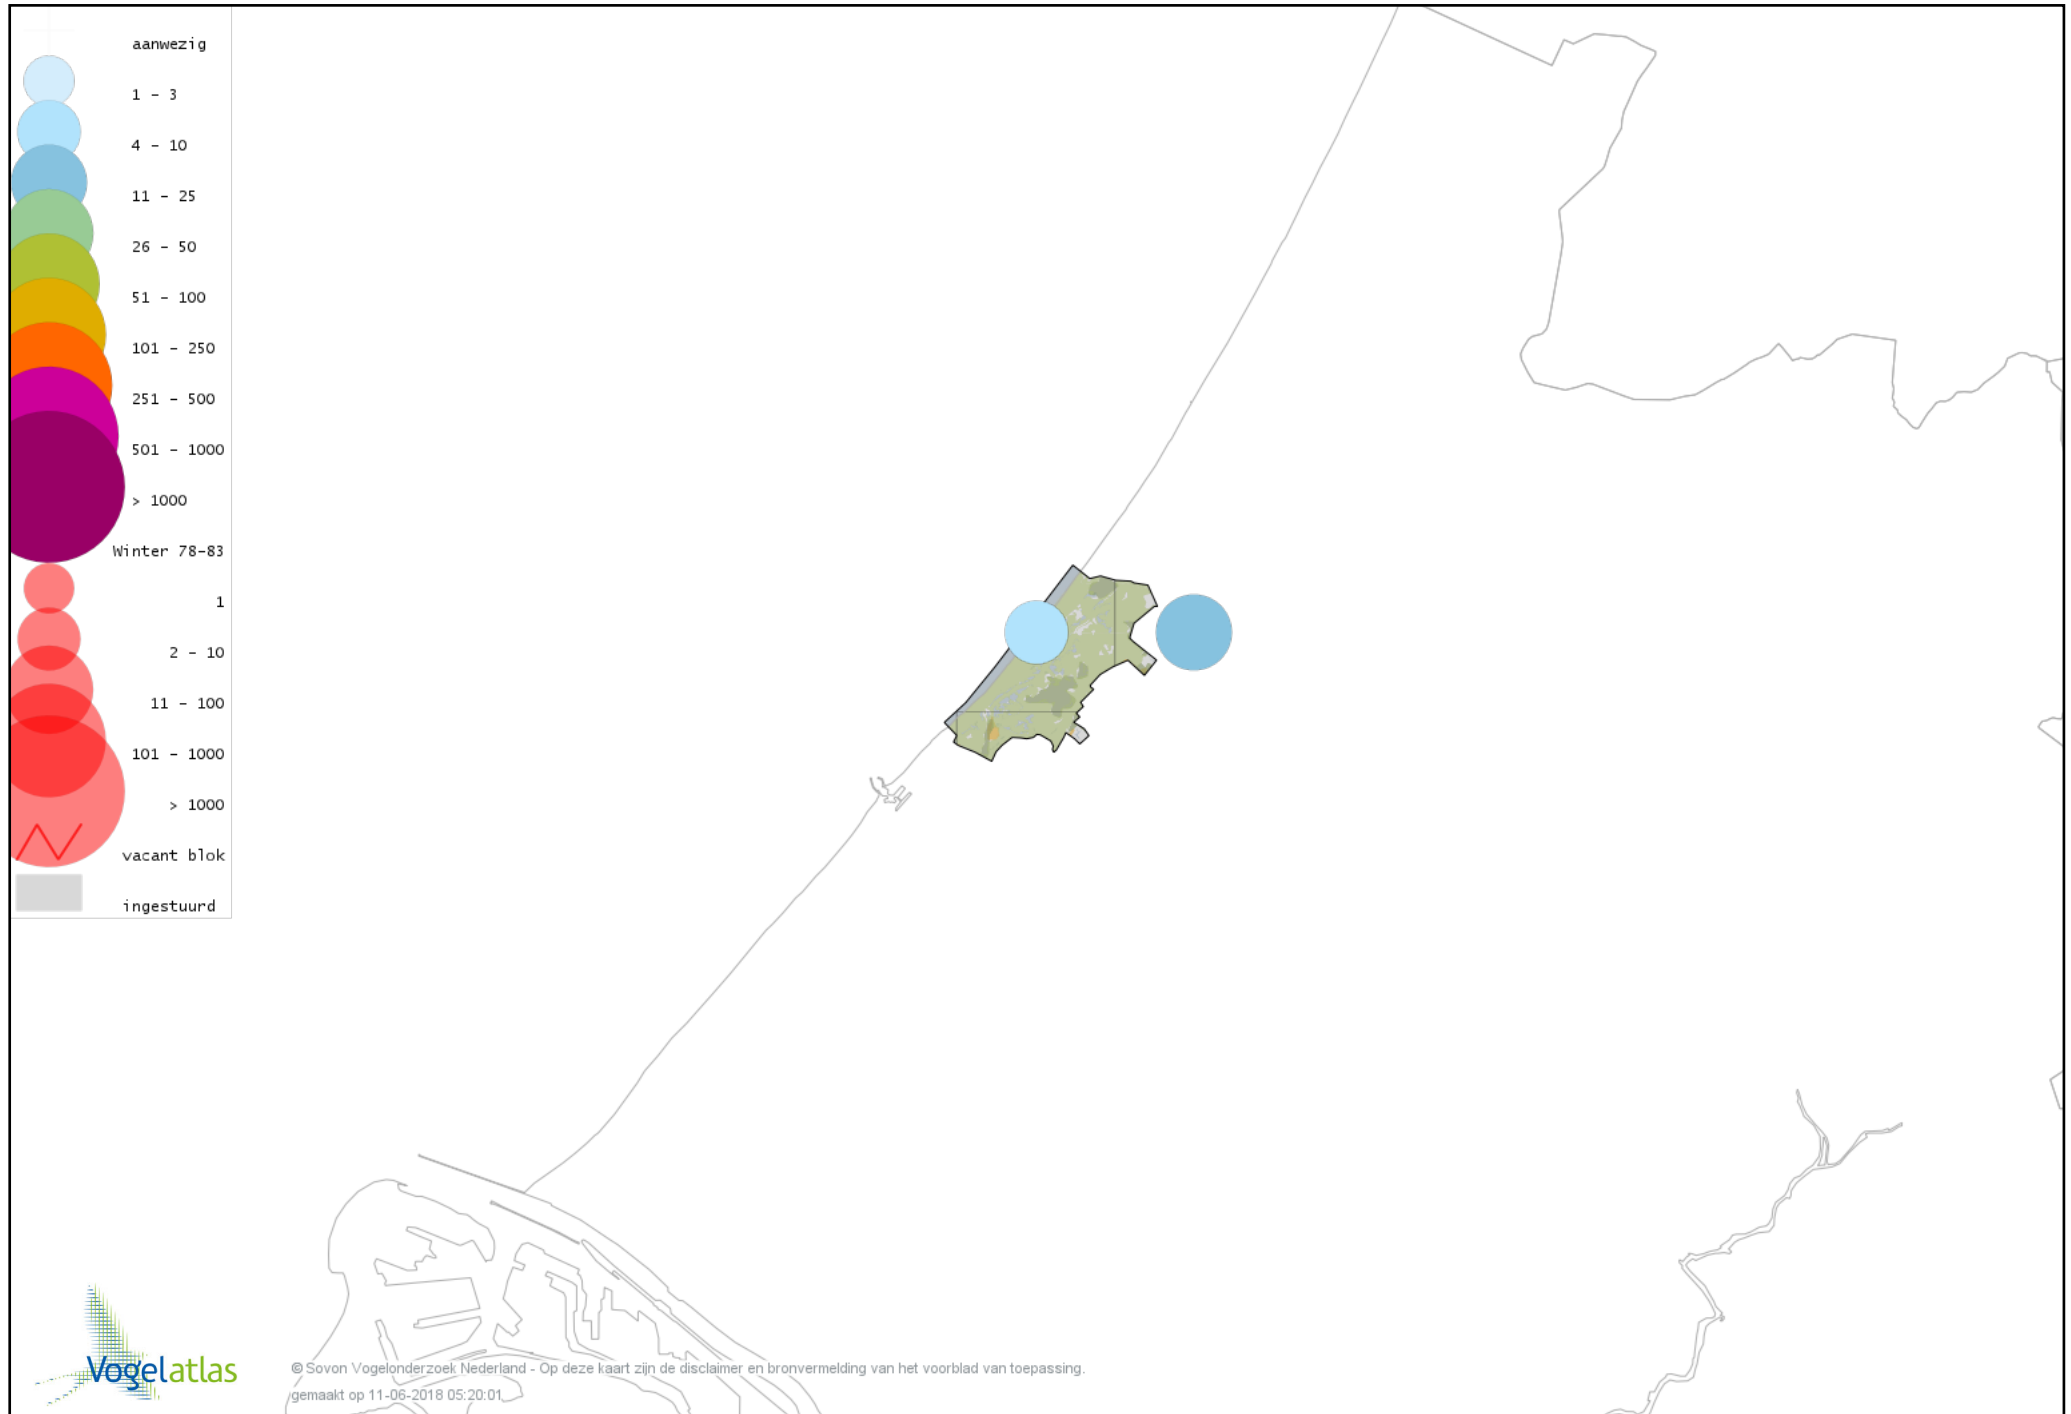 aanwezig
1 - 3
4 - 10
11 - 25
26 - 50
51 - 100
101 - 250
251 - 500
501 - 1000
> 1000
Winter 78-83
1
2 - 10
11 - 100
101 - 1000
> 1000
vacant blok
ingestuurd
Vogelatlas
© Sovon Vogelonderzoek Nederland - Op deze kaart zijn de disclaimer en bronvermelding van het voorblad van toepassing.
gemaakt op 11-06-2018 05:20:01